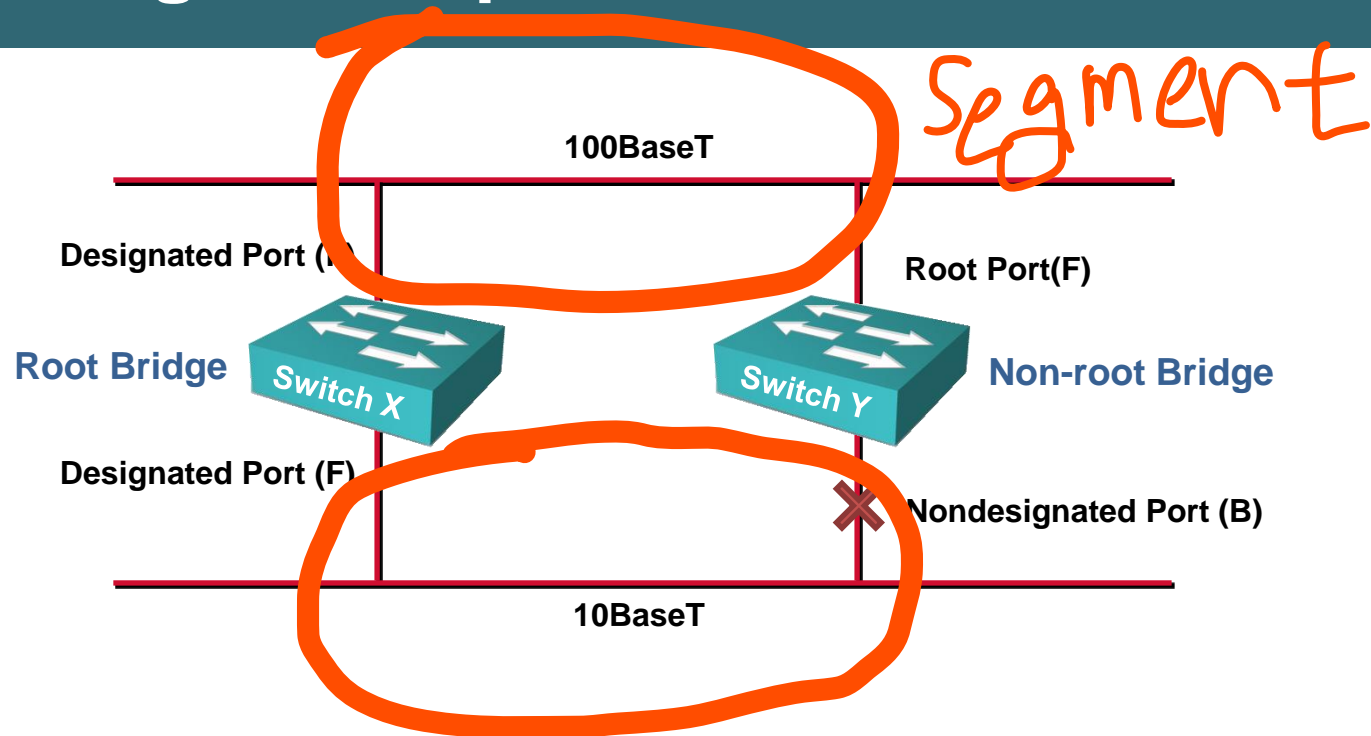 Segment
100BaseT
Designated Port (
Root Port(F)
Root Bridge
Switch X
Switch Y
Non-root Bridge
Designated Port (F)
Nondesignated Port (B)
10BaseT